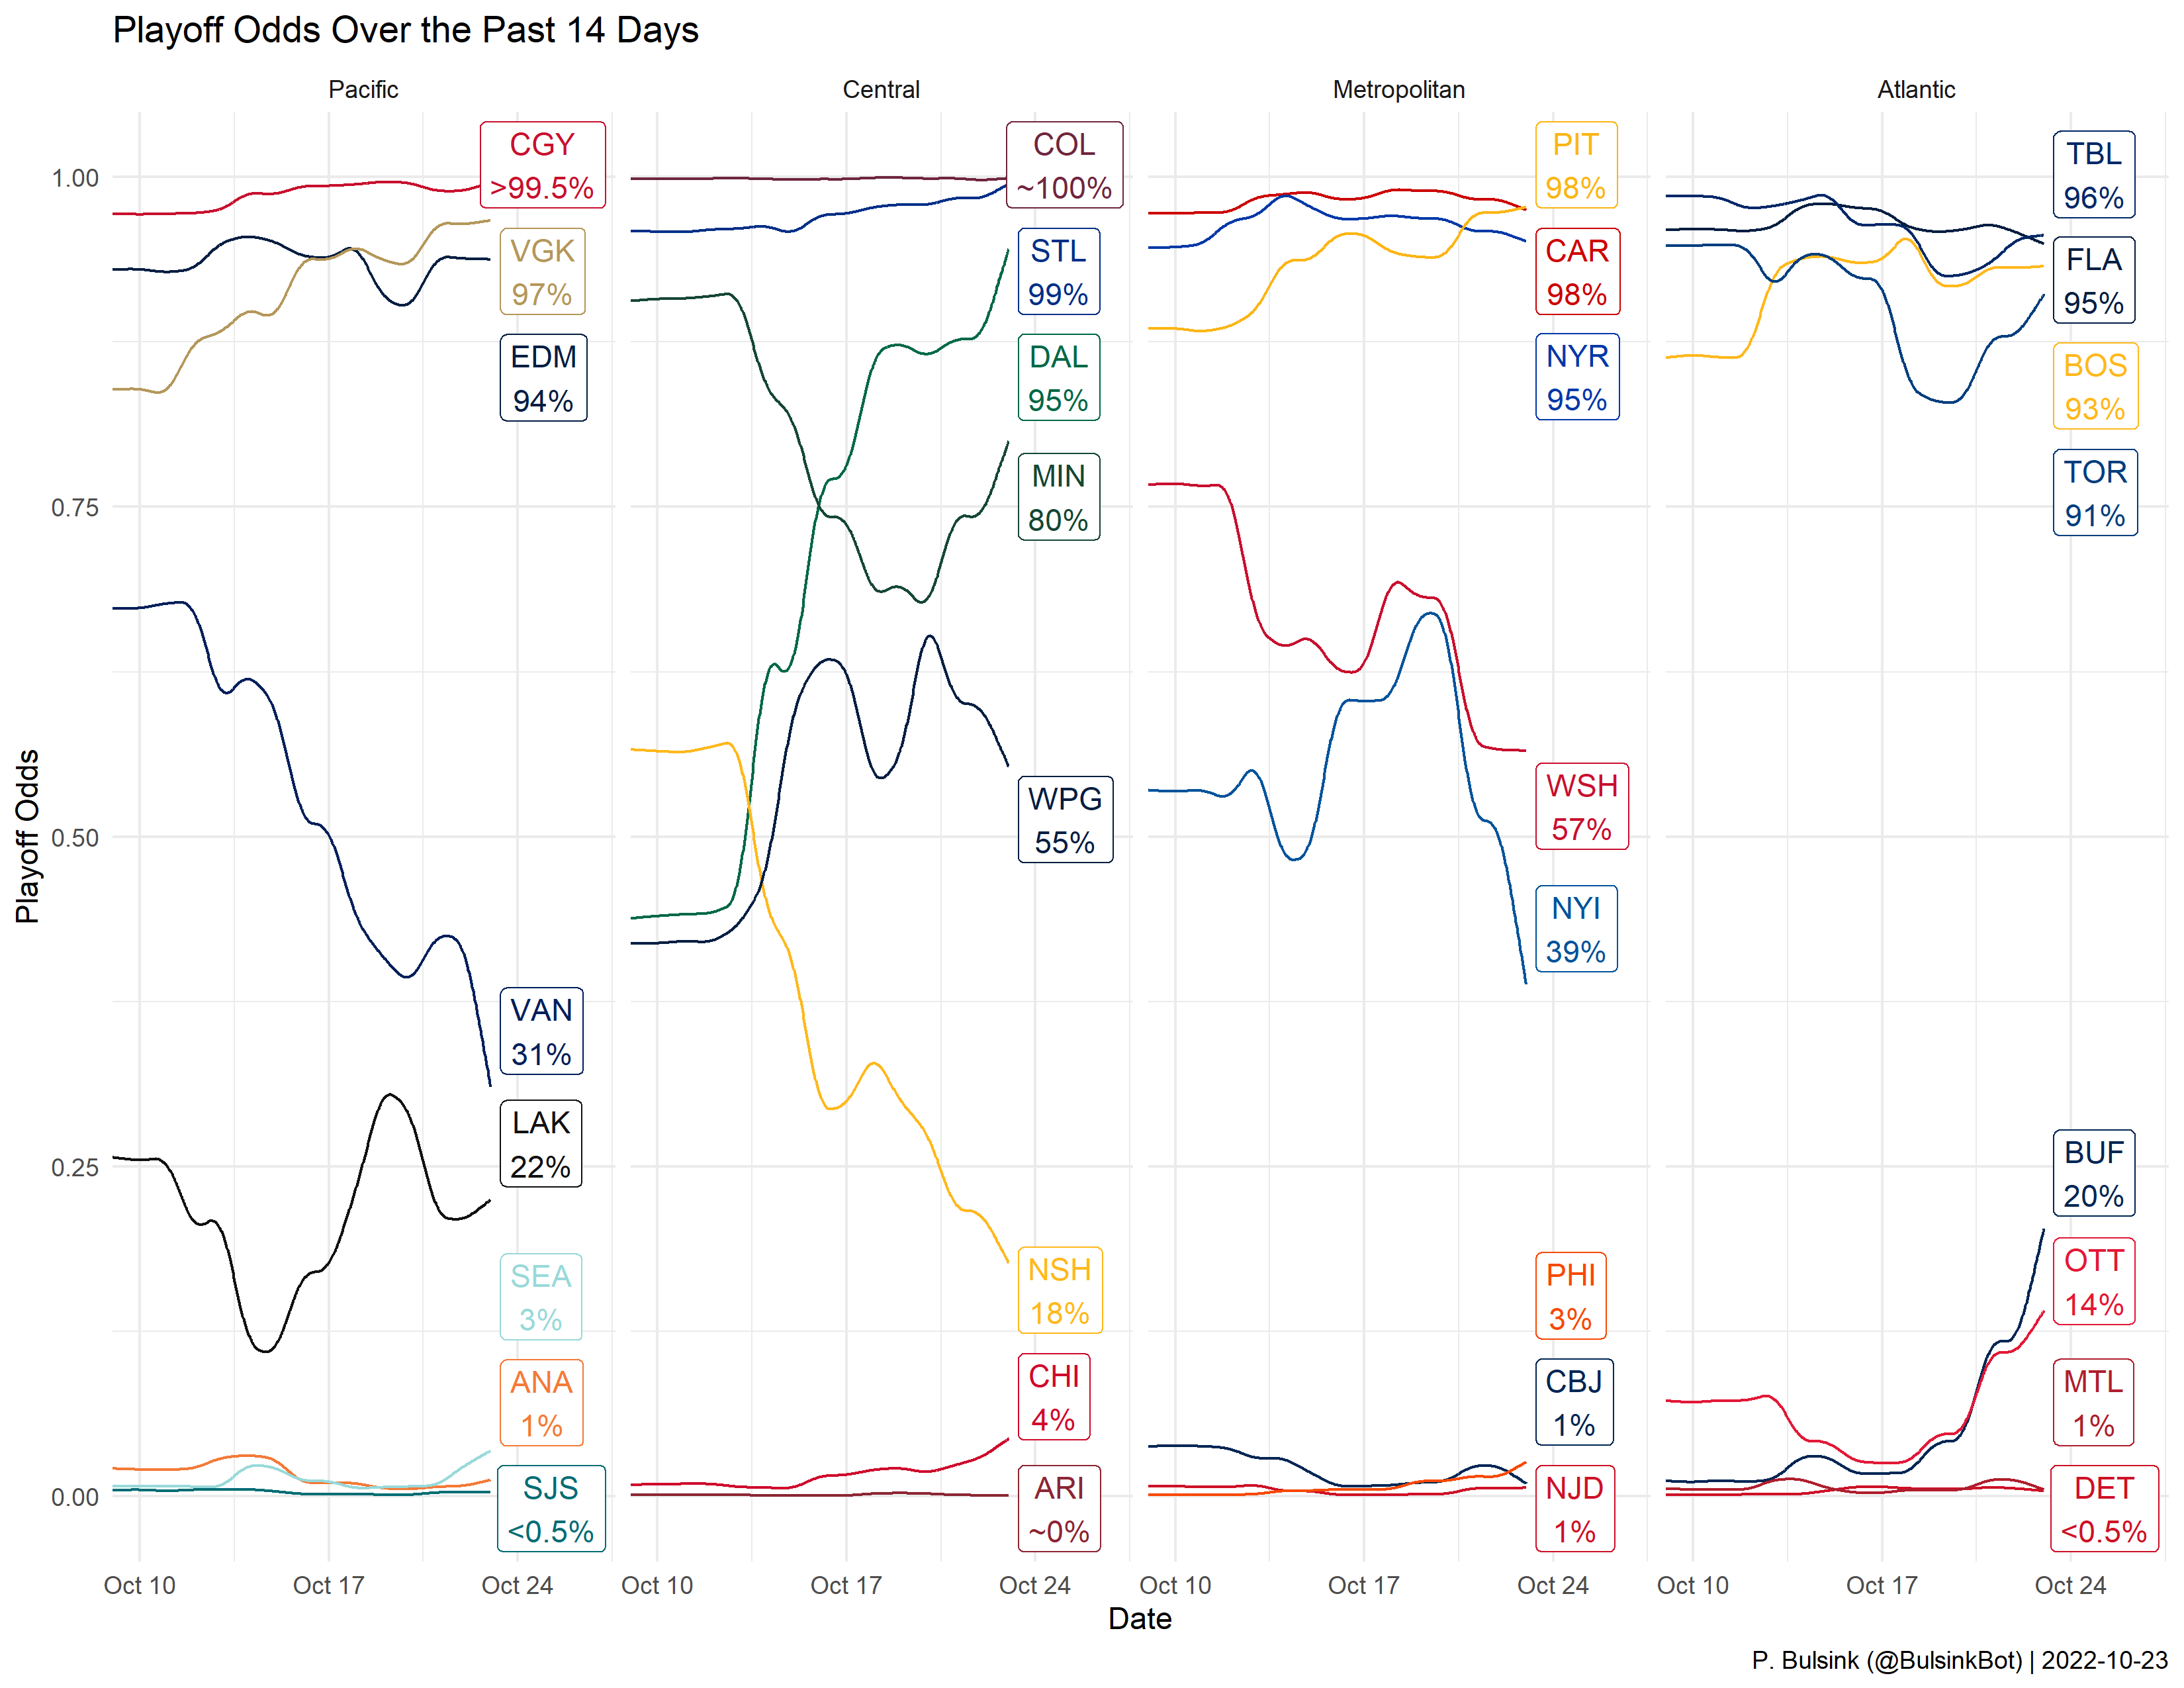 Playoff Odds Over the Past 14 Days
Pacific
Central
Metropolitan
Atlantic
Playoff Odds
1.00
0.75
0.50
0.25
0.00
CGY
>99.5%
VGK
97%
EDM
94%
VAN
31%
LAK
22%
SEA
3%
ANA
1%
SJS
<0.5%
COL
~100%
STL
99%
DAL
95%
MIN
80%
WPG
55%
NSH
18%
CHI
4%
ARI
~0%
PIT
98%
CAR
98%
NYR
95%
WSH
57%
NYI
39%
PHI
3%
CBJ
1%
NJD
1%
TBL
96%
FLA
95%
BOS
93%
TOR
91%
BUF
20%
OTT
14%
MTL
1%
DET
<0.5%
Oct 10 Oct 17 Oct 24
Oct 10 Oct 17 Oct 24
Oct 10 Oct 17 Oct 24
Oct 10 Oct 17 Oct 24
Date
P. Bulsink (@BulsinkBot) | 2022-10-23